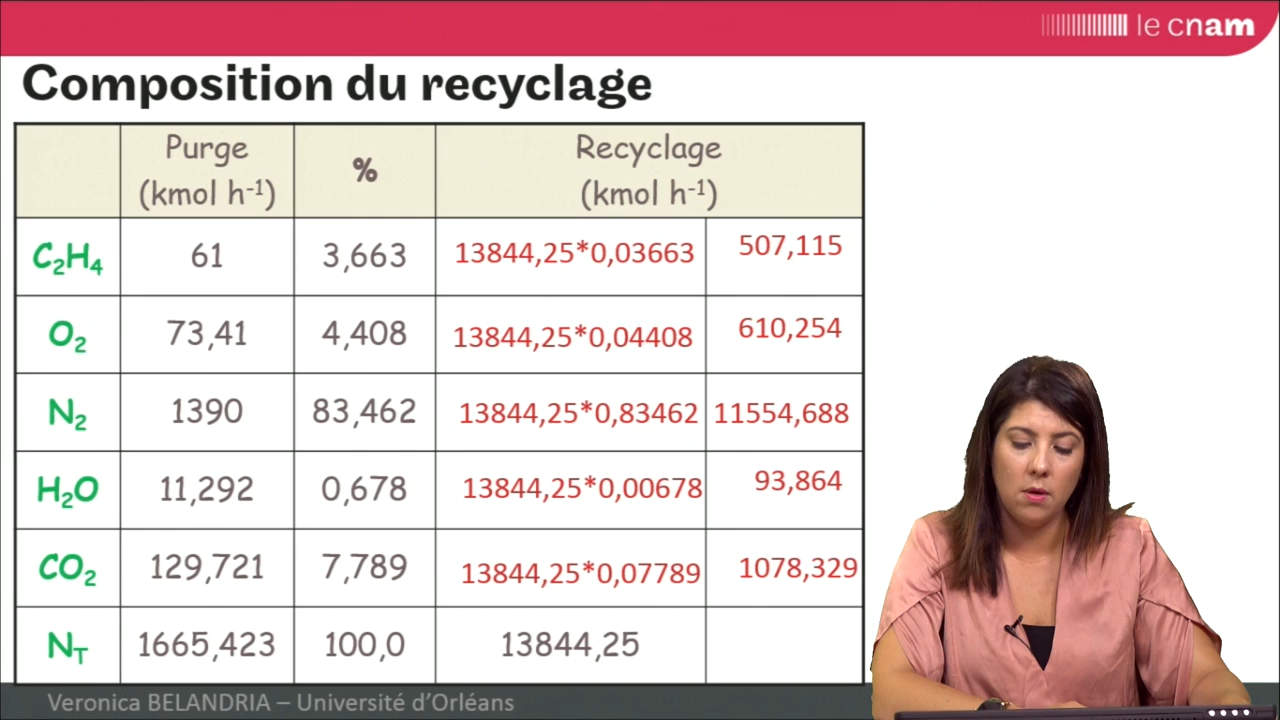 le cnam
Composition du recyclage
Purge (kmol h⁻¹) % Recyclage (kmol h⁻¹)
C₂H₄ 61 3,663 13844,25*0,03663 507,115
O₂ 73,41 4,408 13844,25*0,04408 610,254
N₂ 1390 83,462 13844,25*0,83462 11554,688
H₂O 11,292 0,678 13844,25*0,00678 93,864
CO₂ 129,721 7,789 13844,25*0,07789 1078,329
N_T 1665,423 100,0 13844,25
Veronica BELANDRIA – Université d'Orléans